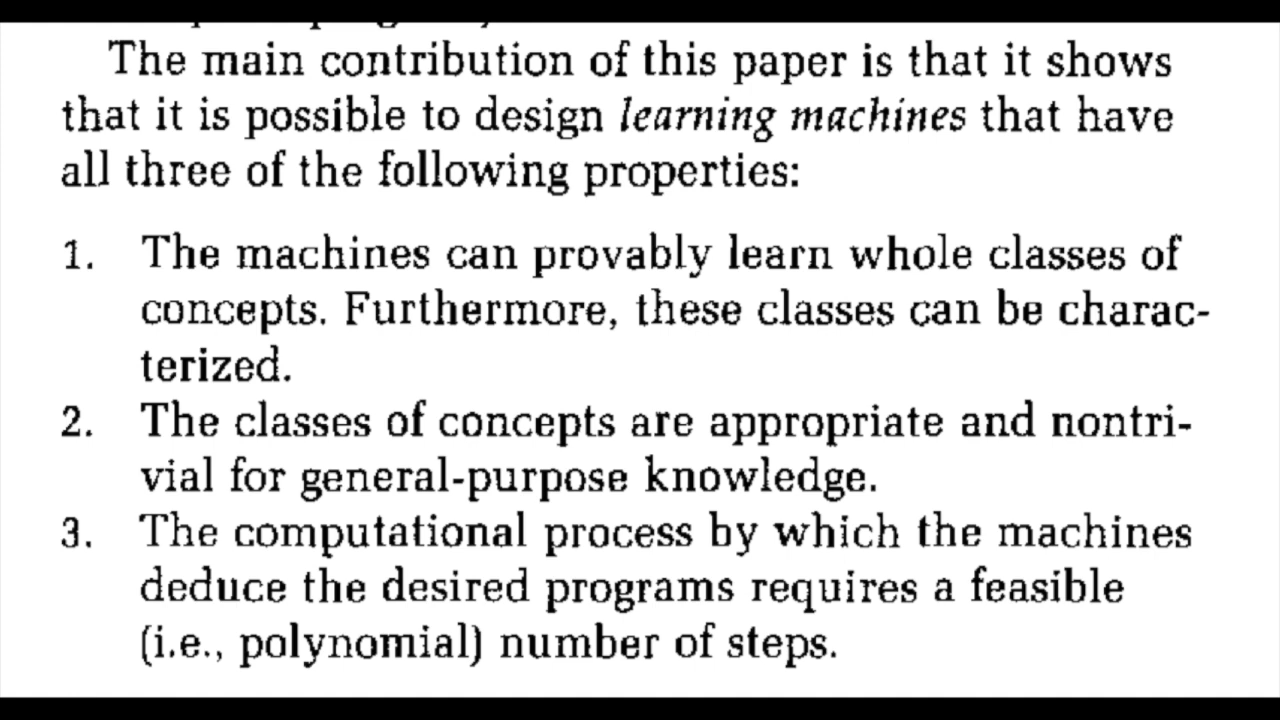 The main contribution of this paper is that it shows
that it is possible to design learning machines that have
all three of the following properties:
1. The machines can provably learn whole classes of
concepts. Furthermore, these classes can be charac-
terized.
2. The classes of concepts are appropriate and nontri-
vial for general-purpose knowledge.
3. The computational process by which the machines
deduce the desired programs requires a feasible
(i.e., polynomial) number of steps.